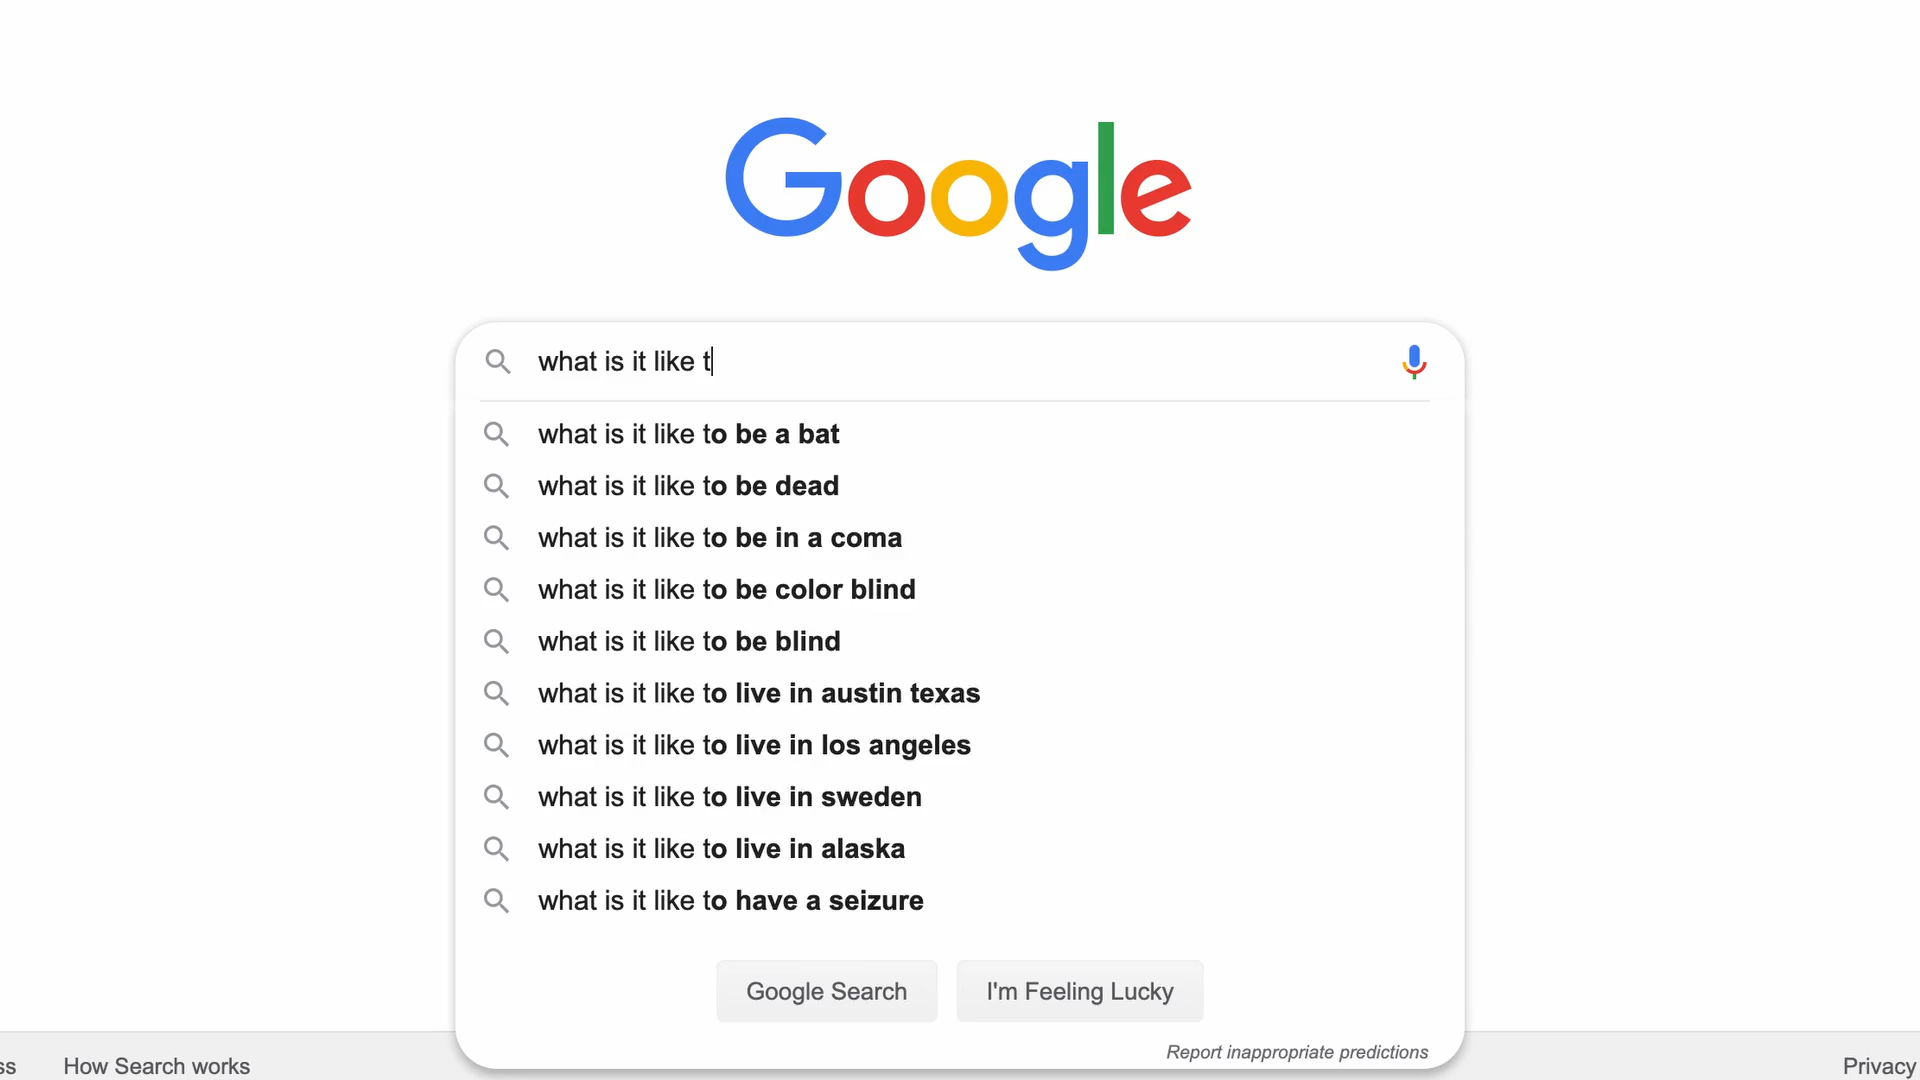 Google
what is it like t
what is it like to be a bat
what is it like to be dead
what is it like to be in a coma
what is it like to be color blind
what is it like to be blind
what is it like to live in austin texas
what is it like to live in los angeles
what is it like to live in sweden
what is it like to live in alaska
what is it like to have a seizure
Google Search I'm Feeling Lucky
Report inappropriate predictions
ss How Search works Privacy